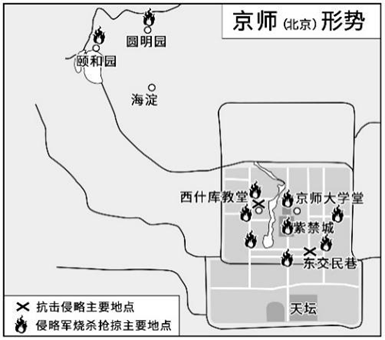 京师（北京）形势
圆明园
颐和园
海淀
西什库教堂
京师大学堂
紫禁城
东交民巷
天坛
抗击侵略主要地点
侵略军烧杀抢掠主要地点